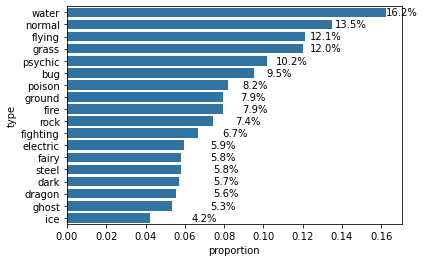 water 16.2%
normal 13.5%
flying 12.1%
grass 12.0%
psychic 10.2%
bug 9.5%
poison 8.2%
ground 7.9%
fire 7.9%
rock 7.4%
fighting 6.7%
electric 5.9%
fairy 5.8%
steel 5.8%
dark 5.7%
dragon 5.6%
ghost 5.3%
ice 4.2%
type
0.00 0.02 0.04 0.06 0.08 0.10 0.12 0.14 0.16
proportion